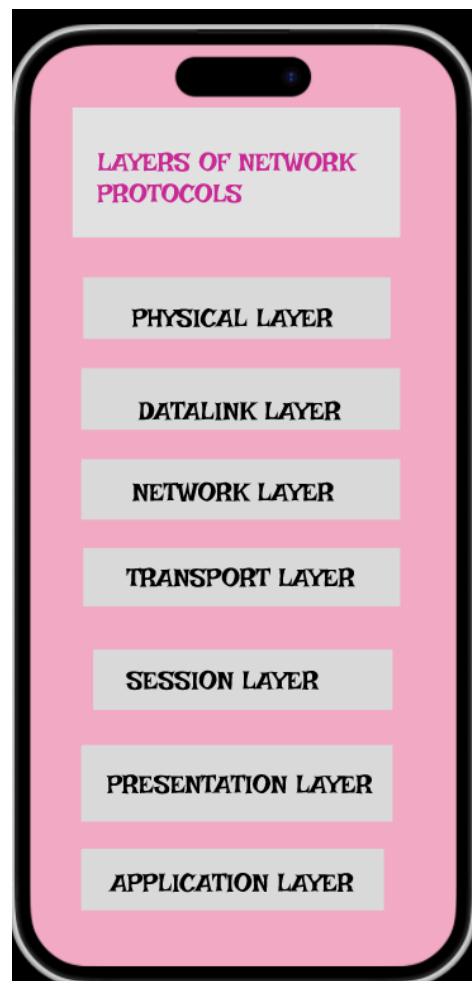 LAYERS OF NETWORK
PROTOCOLS
PHYSICAL LAYER
DATALINK LAYER
NETWORK LAYER
TRANSPORT LAYER
SESSION LAYER
PRESENTATION LAYER
APPLICATION LAYER